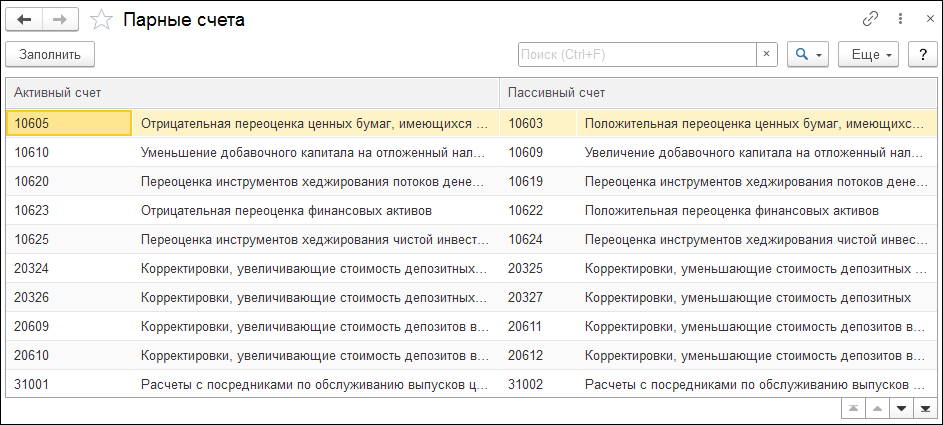 Парные счета
Заполнить Поиск (Ctrl+F) × Еще ?
Активный счет Пассивный счет
10605 Отрицательная переоценка ценных бумаг, имеющихся ... 10603 Положительная переоценка ценных бумаг, имеющихс...
10610 Уменьшение добавочного капитала на отложенный нал... 10609 Увеличение добавочного капитала на отложенный нал...
10620 Переоценка инструментов хеджирования потоков дене... 10619 Переоценка инструментов хеджирования потоков дене...
10623 Отрицательная переоценка финансовых активов 10622 Положительная переоценка финансовых активов
10625 Переоценка инструментов хеджирования чистой инвест... 10624 Переоценка инструментов хеджирования чистой инвес...
20324 Корректировки, увеличивающие стоимость депозитных... 20325 Корректировки, уменьшающие стоимость депозитных ...
20326 Корректировки, увеличивающие стоимость депозитных... 20327 Корректировки, уменьшающие стоимость депозитных
20609 Корректировки, увеличивающие стоимость депозитов в... 20611 Корректировки, уменьшающие стоимость депозитов в...
20610 Корректировки, увеличивающие стоимость депозитов в... 20612 Корректировки, уменьшающие стоимость депозитов в...
31001 Расчеты с посредниками по обслуживанию выпусков ц... 31002 Расчеты с посредниками по обслуживанию выпусков ...